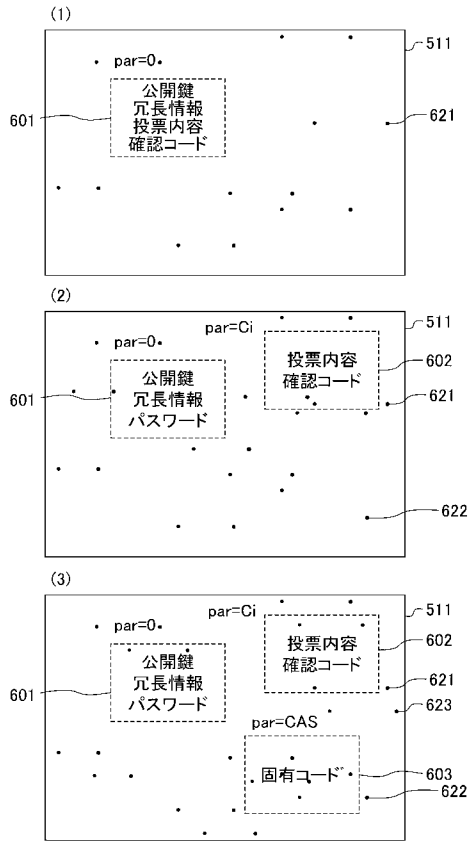 (1)
511
par=0
公開鍵
冗長情報
投票内容
確認コード
601
621
(2)
par=Ci
511
par=0
投票内容
確認コード
602
公開鍵
冗長情報
パスワード
601
621
622
(3)
par=Ci
511
par=0
投票内容
確認コード
602
公開鍵
冗長情報
パスワード
601
621
623
par=CAS
固有コード
603
622